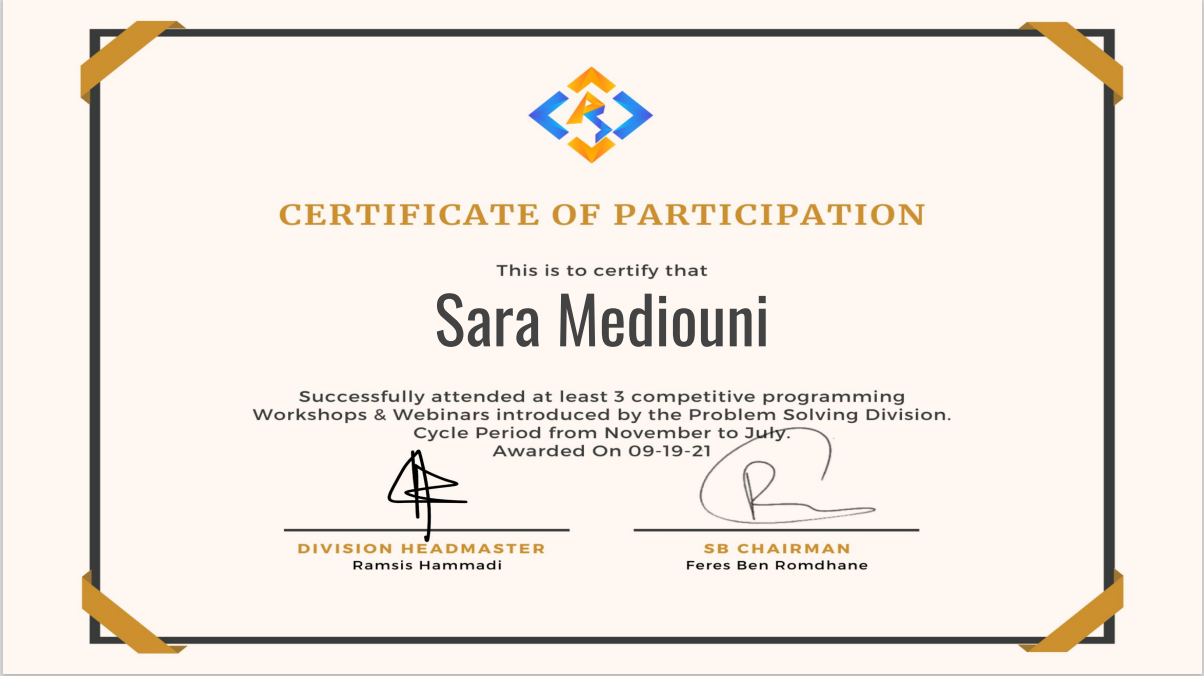 PS
CERTIFICATE OF PARTICIPATION
This is to certify that
Sara Mediouni
Successfully attended at least 3 competitive programming
Workshops & Webinars introduced by the Problem Solving Division.
Cycle Period from November to July.
Awarded On 09-19-21
DIVISION HEADMASTER
Ramsis Hammadi
SB CHAIRMAN
Feres Ben Romdhane